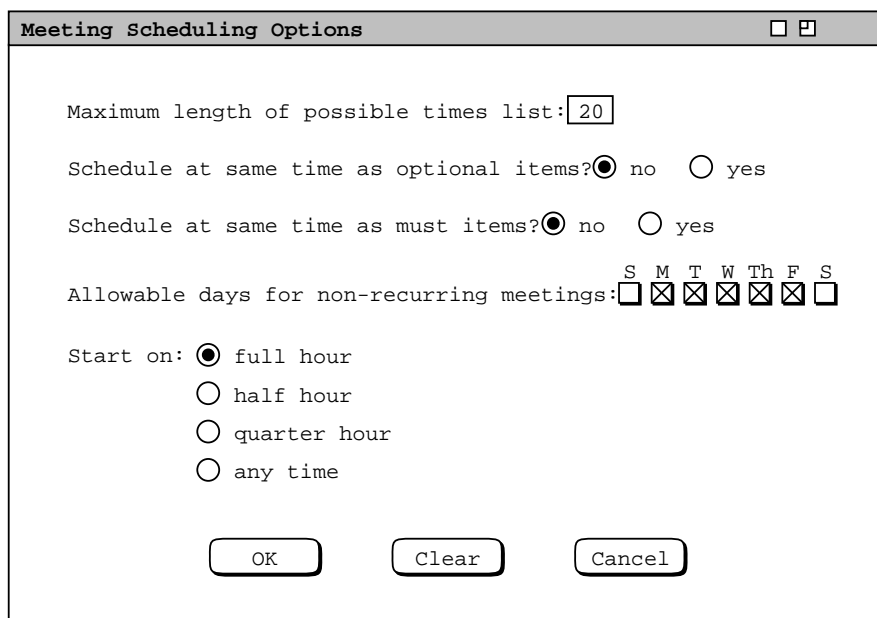 Meeting Scheduling Options
Maximum length of possible times list: 20
Schedule at same time as optional items? no yes
Schedule at same time as must items? no yes
S M T W Th F S
Allowable days for non-recurring meetings:
Start on: full hour
half hour
quarter hour
any time
OK Clear Cancel